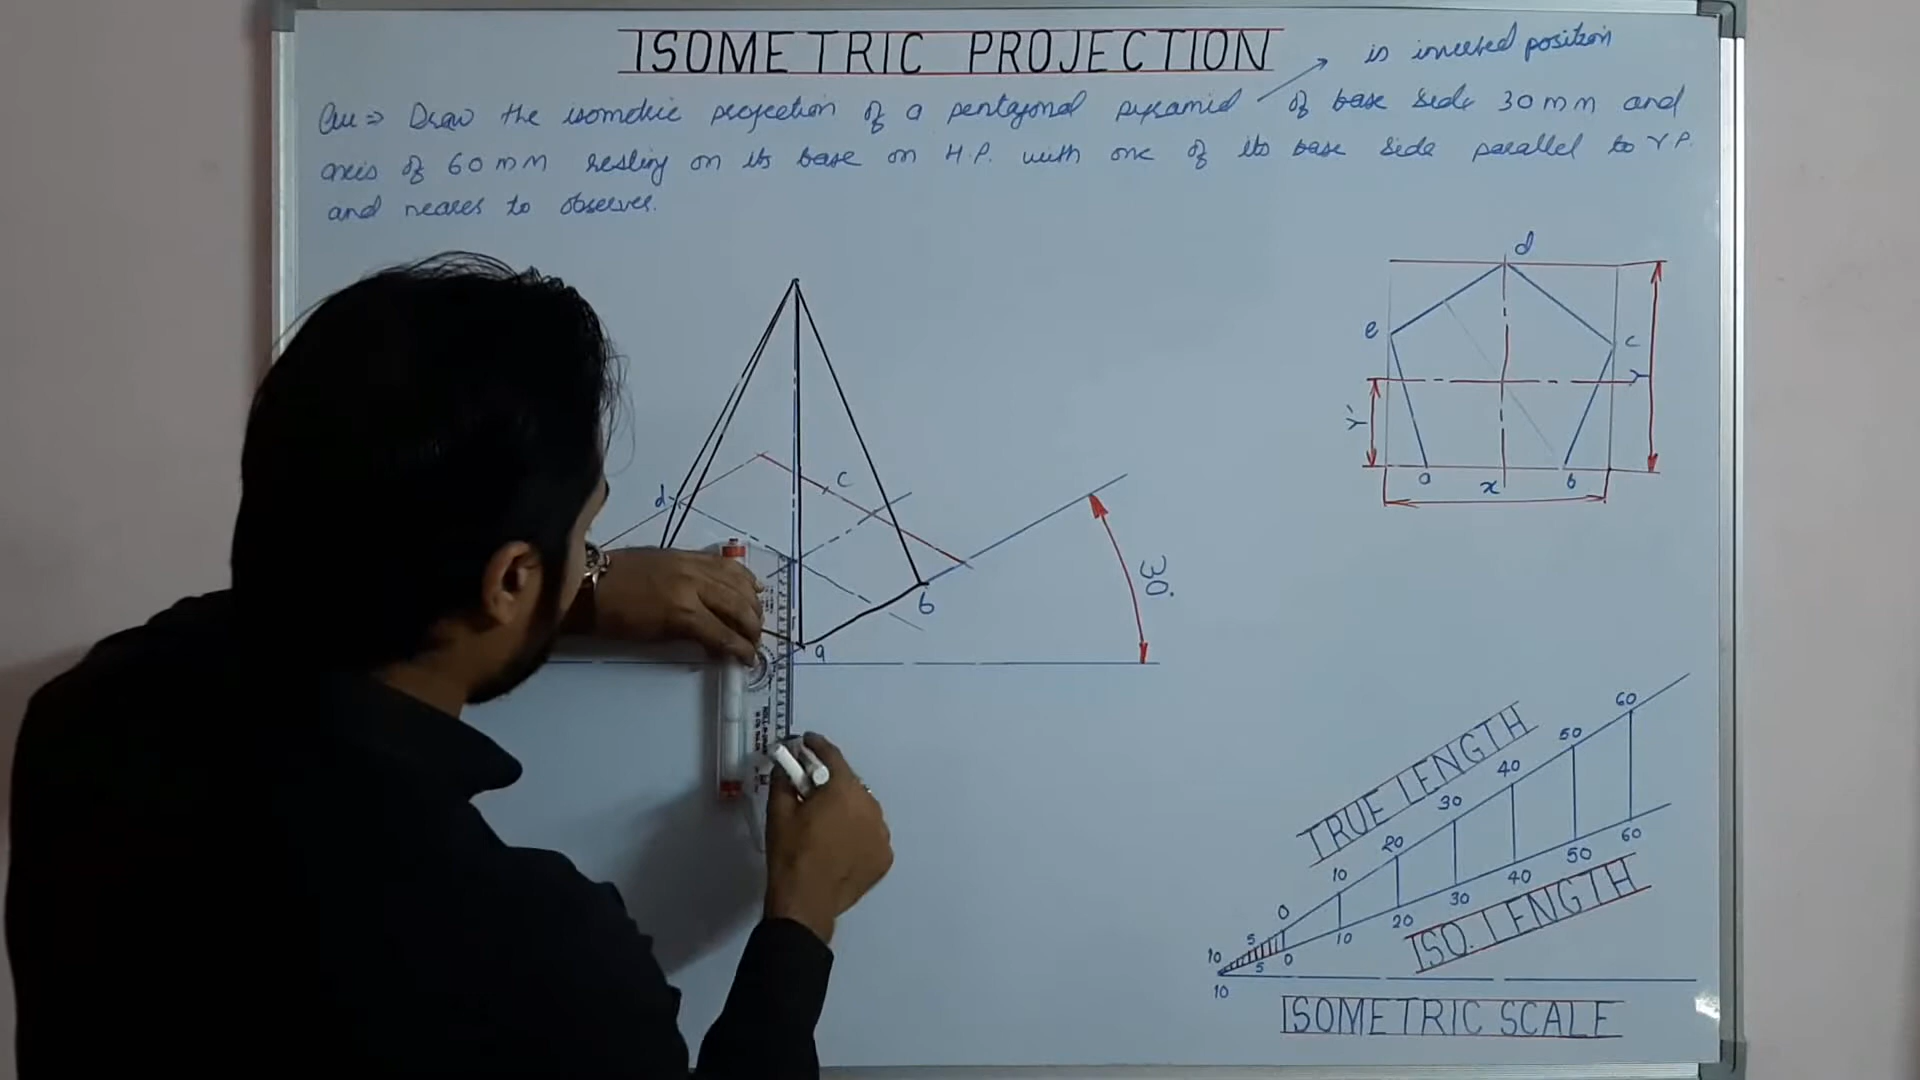 ISOMETRIC PROJECTION
is inverted position
Qu ⇒ Draw the isometric projection of a pentagonal pyramid of base side 30 mm and
axis of 60 mm resting on its base on H.P. with one of its base side parallel to V.P.
and nearer to observer.
d
e
c
Y
Y'
a
x
b
d
c
30°
b
a
TRUE LENGTH
60
50
40
30
20
10
0
5
10
60
50
40
30
20
10
0
5
10
ISO. LENGTH
ISOMETRIC SCALE